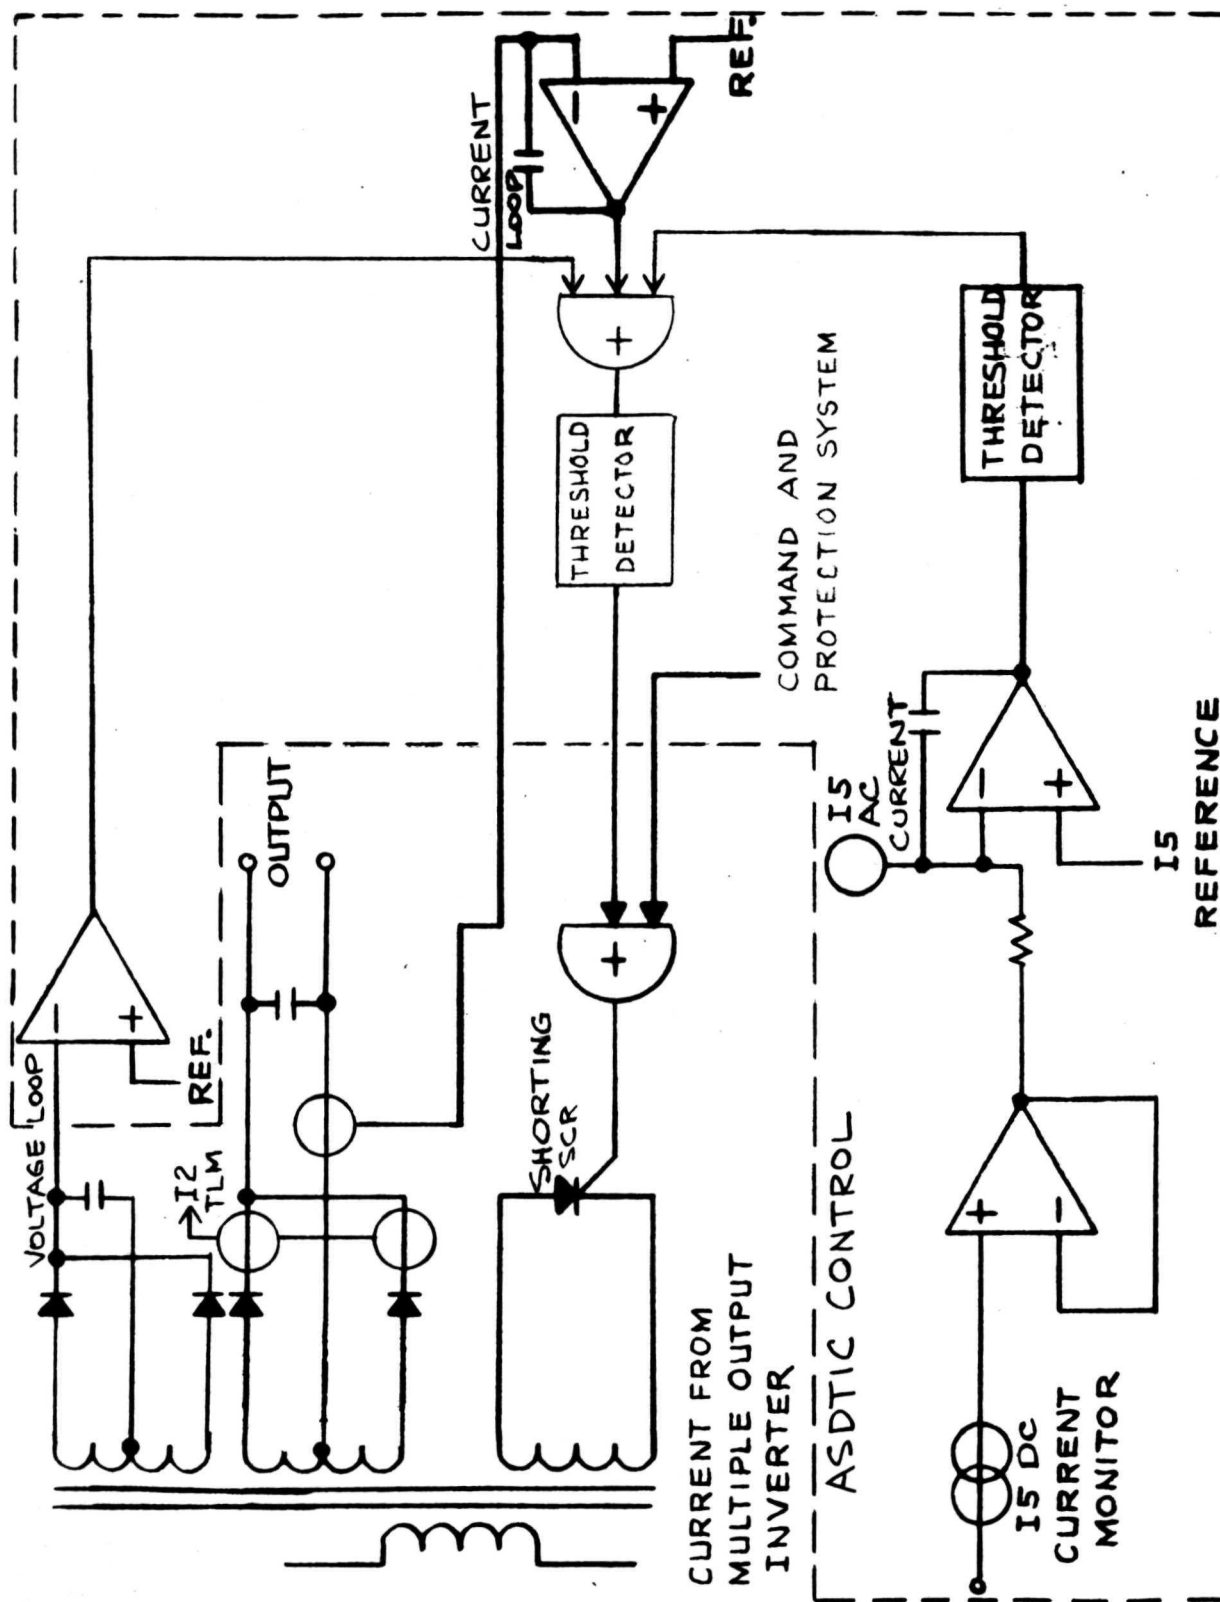 VOLTAGE LOOP
REF.
I2
TLM
OUTPUT
CURRENT
LOOP
REF.
SHORTING
SCR
THRESHOLD
DETECTOR
COMMAND AND
PROTECTION SYSTEM
CURRENT FROM
MULTIPLE OUTPUT
INVERTER
ASDTIC CONTROL
I5
AC
CURRENT
I5 DC
CURRENT
MONITOR
I5
REFERENCE
THRESHOLD
DETECTOR